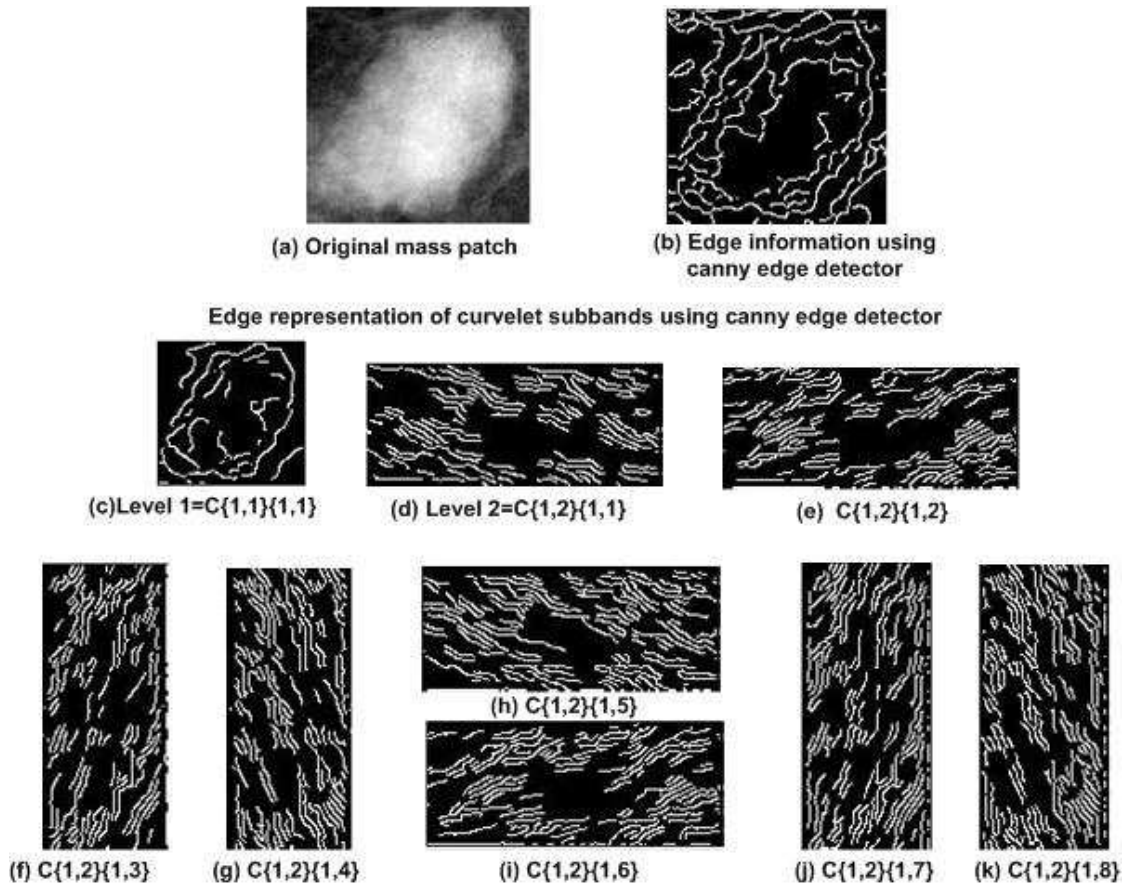 (a) Original mass patch
(b) Edge information using
canny edge detector
Edge representation of curvelet subbands using canny edge detector
(c)Level 1=C{1,1}{1,1}
(d) Level 2=C{1,2}{1,1}
(e) C{1,2}{1,2}
(f) C{1,2}{1,3}
(g) C{1,2}{1,4}
(h) C{1,2}{1,5}
(i) C{1,2}{1,6}
(j) C{1,2}{1,7}
(k) C{1,2}{1,8}